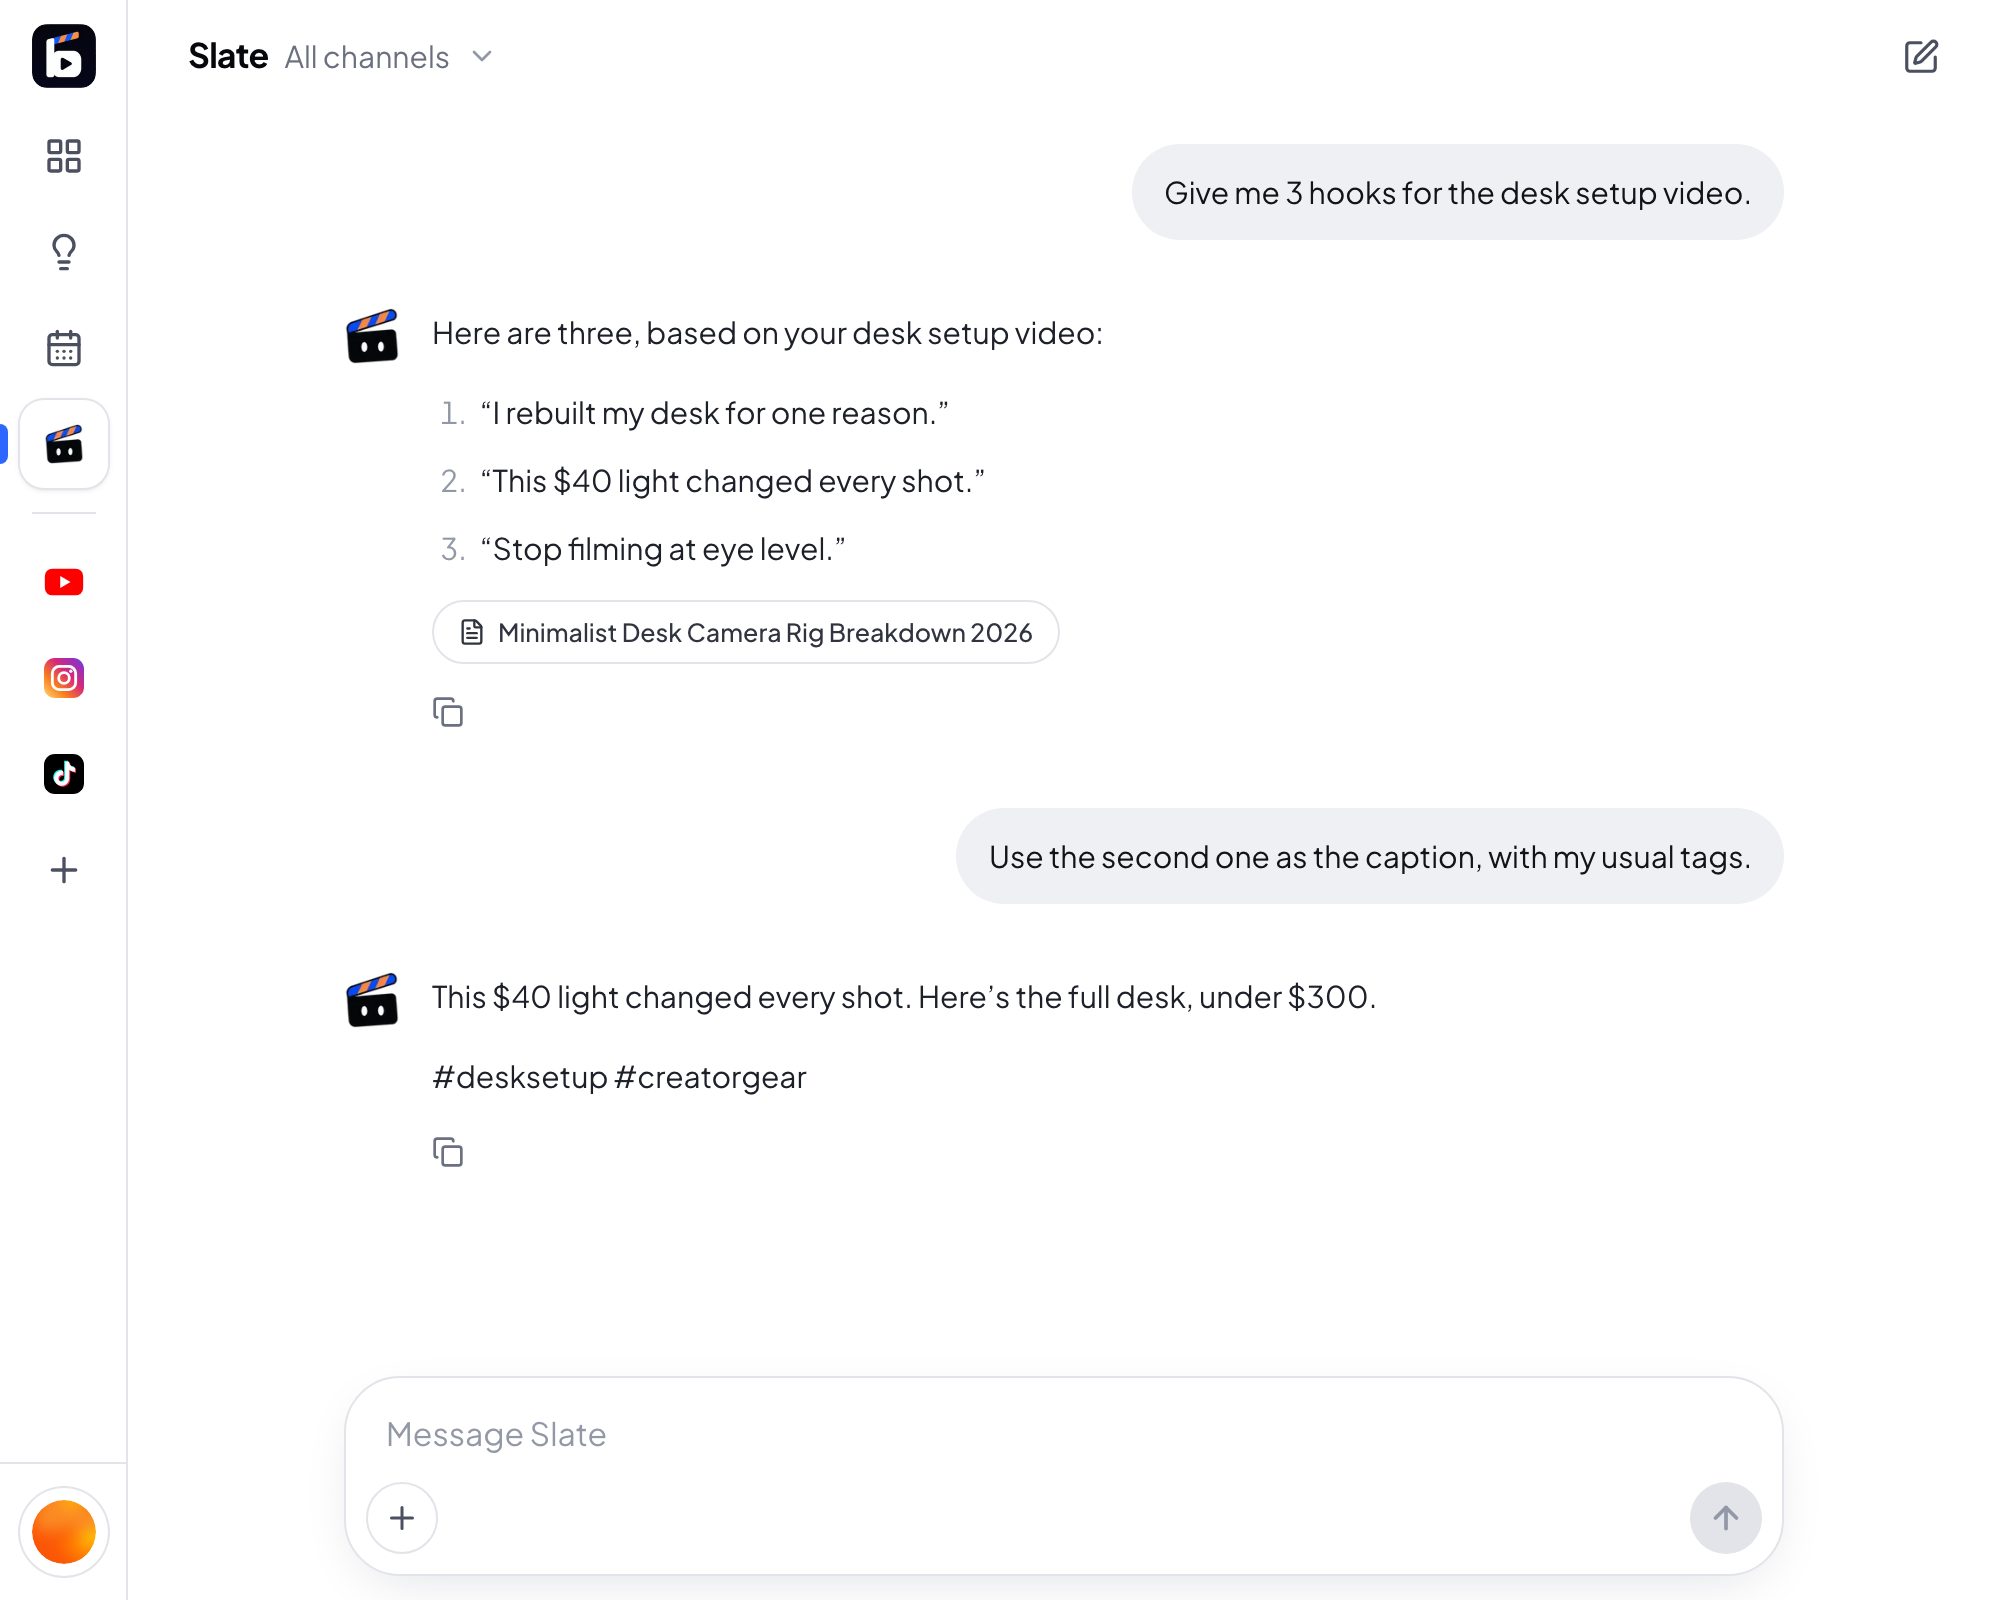 Slate All channels
Give me 3 hooks for the desk setup video.
Here are three, based on your desk setup video:
1. “I rebuilt my desk for one reason.”
2. “This $40 light changed every shot.”
3. “Stop filming at eye level.”
Minimalist Desk Camera Rig Breakdown 2026
Use the second one as the caption, with my usual tags.
This $40 light changed every shot. Here’s the full desk, under $300.
#desksetup #creatorgear
Message Slate